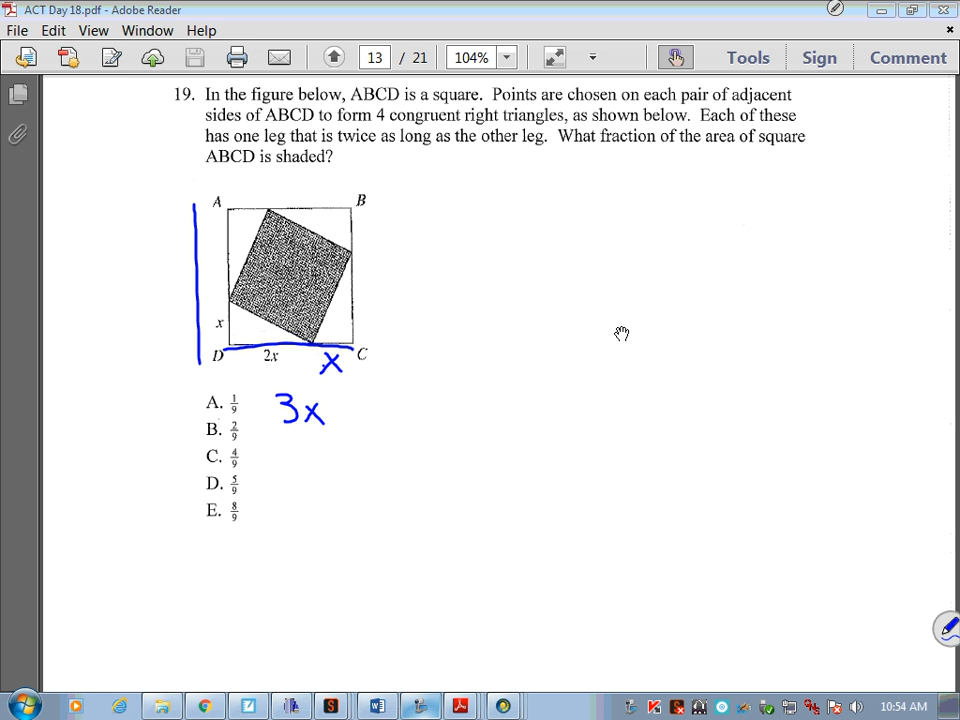 ACT Day 18.pdf - Adobe Reader
File Edit View Window Help
13 / 21 104% Tools Sign Comment
19. In the figure below, ABCD is a square. Points are chosen on each pair of adjacent
sides of ABCD to form 4 congruent right triangles, as shown below. Each of these
has one leg that is twice as long as the other leg. What fraction of the area of square
ABCD is shaded?
A B
x
D 2x x C
A. 1/9 3x
B. 2/9
C. 4/9
D. 5/9
E. 8/9
10:54 AM